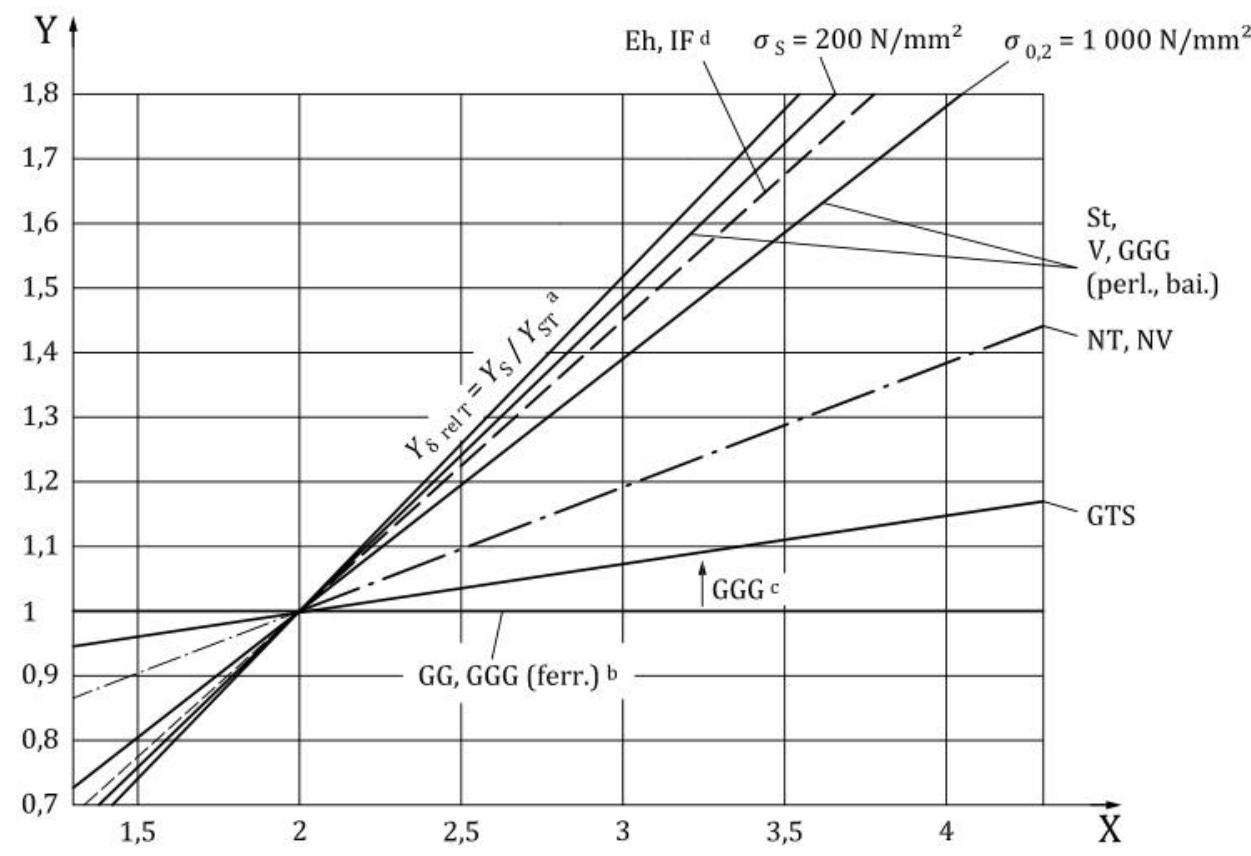 Y
Eh, IF d
σ S = 200 N/mm²
σ 0,2 = 1 000 N/mm²
1,8
1,7
1,6
1,5
1,4
1,3
1,2
1,1
1
0,9
0,8
0,7
Y δ rel T = Y S / Y ST a
St,
V, GGG
(perl., bai.)
NT, NV
GTS
GGG c
GG, GGG (ferr.) b
1,5
2
2,5
3
3,5
4
X